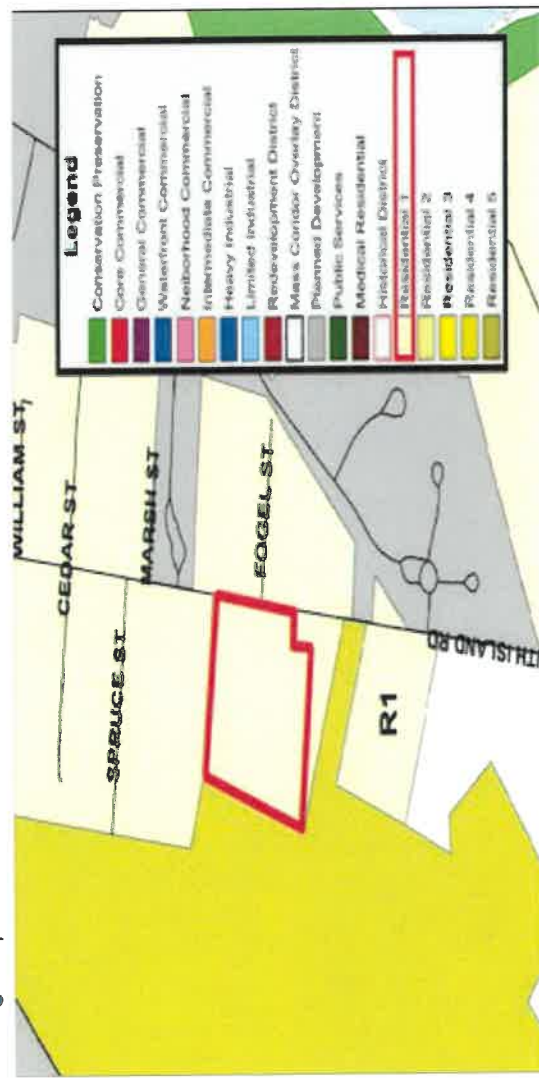 WILLIAM ST,
CEDAR ST
SPRUCE ST
MARSH ST
FOGEL ST
R1
TH ISLAND RD
Legend
Conservation Preservation
Core Commercial
General Commercial
Waterfront Commercial
Neiborhood Commercial
Intermediate Commercial
Heavy Industrial
Limited Industrial
Redevelopment District
Mass Coridor Overlay District
Planned Development
Public Services
Medical Residential
Historical District
Residential 1
Residential 2
Residential 3
Residential 4
Residential 5